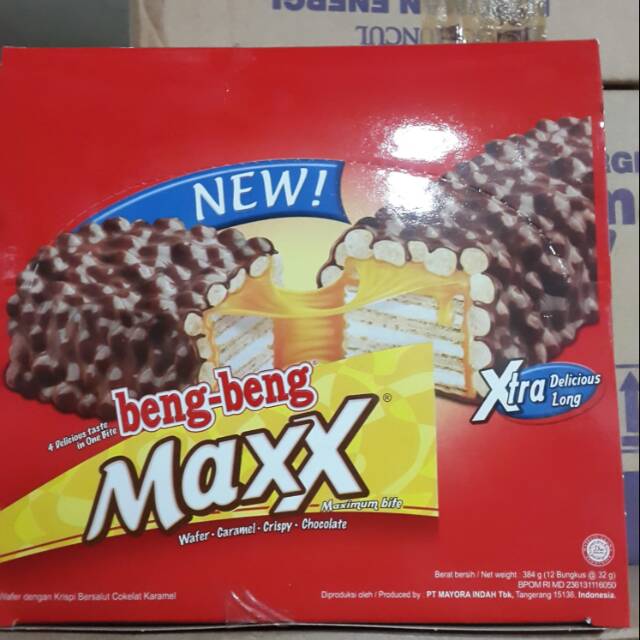 NEW!
beng-beng®
4 Delicious taste
in One Bite
Maxx®
Maximum bite
Wafer • Caramel • Crispy • Chocolate
Xtra Delicious
Long
Berat bersih / Net weight : 384 g (12 Bungkus @ 32 g)
BPOM RI MD 236131116050
Wafer dengan Krispi Bersalut Cokelat Karamel
Diproduksi oleh / Produced by : PT MAYORA INDAH Tbk, Tangerang 15136, Indonesia.